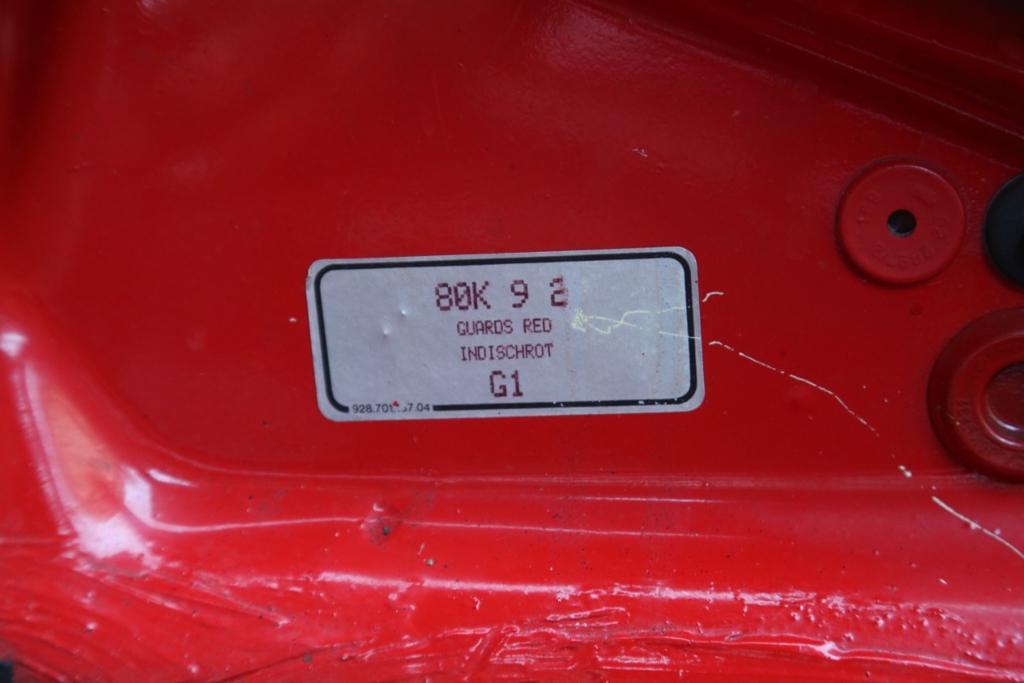 80K 9 2
GUARDS RED
INDISCHROT
G1